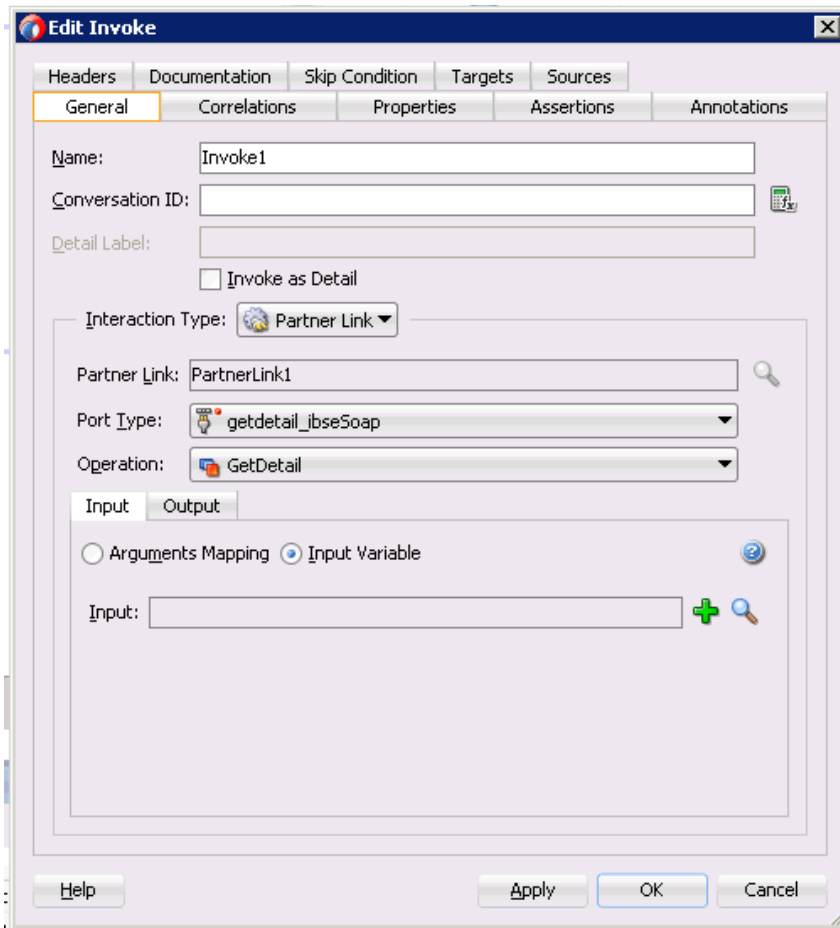 Edit Invoke
Headers Documentation Skip Condition Targets Sources
General Correlations Properties Assertions Annotations
Name: Invoke1
Conversation ID:
Detail Label:
Invoke as Detail
Interaction Type: Partner Link
Partner Link: PartnerLink1
Port Type: getdetail_ibseSoap
Operation: GetDetail
Input Output
Arguments Mapping Input Variable
Input:
Help Apply OK Cancel